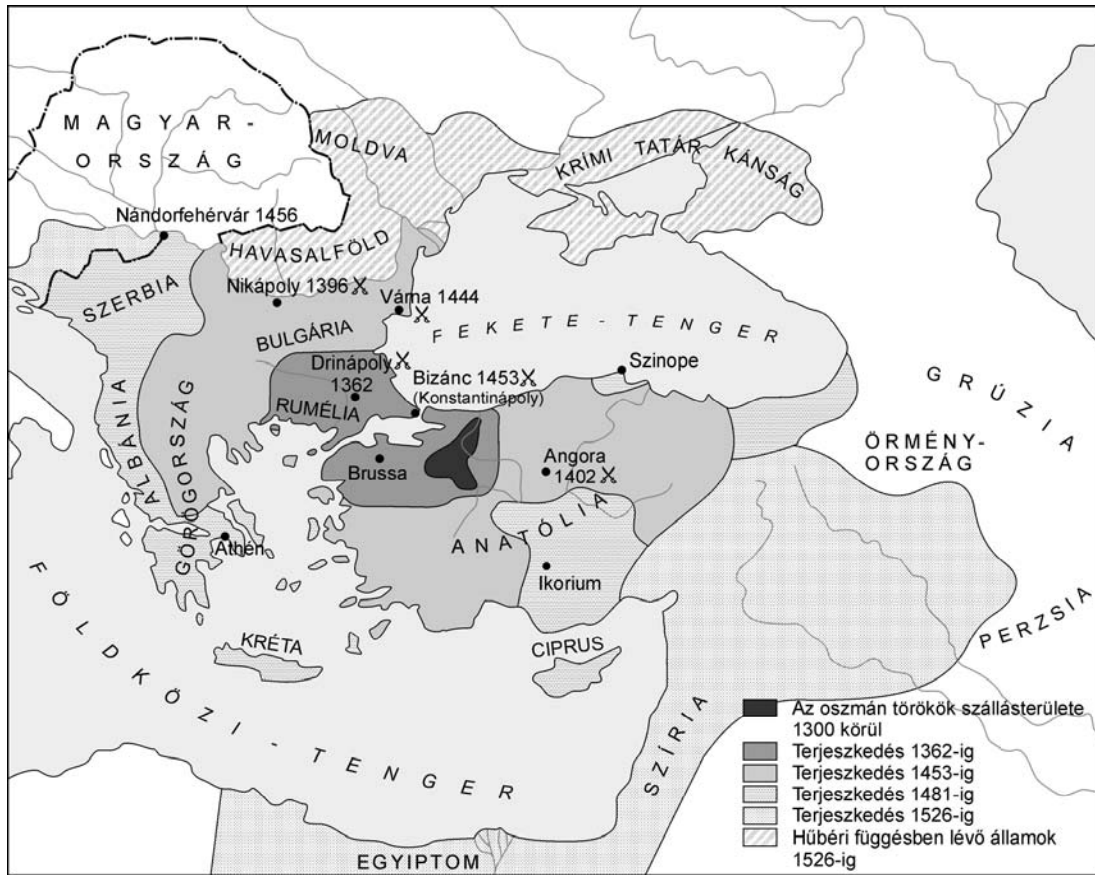 MAGYAR-
ORSZÁG
MOLDVA
KRÍMI TATÁR KÁNSÁG
Nándorfehérvár 1456
HAVASALFÖLD
SZERBIA
Nikápoly 1396
Várna 1444
FEKETE-TENGER
BULGÁRIA
Drinápoly
1362
Bizánc 1453
(Konstantinápoly)
Szinope
GRÚZIA
RUMÉLIA
ALBÁNIA
GÖRÖGORSZÁG
Brussa
Angora
1402
ÖRMÉNY-
ORSZÁG
ANATÓLIA
Athén
Ikorium
PERZSIA
FÖLDKÖZI-TENGER
KRÉTA
CIPRUS
SZÍRIA
EGYIPTOM
Az oszmán törökök szállásterülete
1300 körül
Terjeszkedés 1362-ig
Terjeszkedés 1453-ig
Terjeszkedés 1481-ig
Terjeszkedés 1526-ig
Hűbéri függésben lévő államok
1526-ig